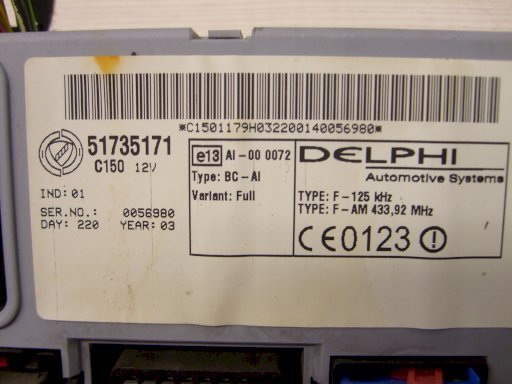 *C1501179H032200140056980*
51735171
C150 12V
IND: 01
SER.NO.: 0056980
DAY: 220 YEAR: 03
e13 AI-00 0072
Type: BC-AI
Variant: Full
DELPHI
Automotive Systems
TYPE: F-125 kHz
TYPE: F-AM 433,92 MHz
CE0123